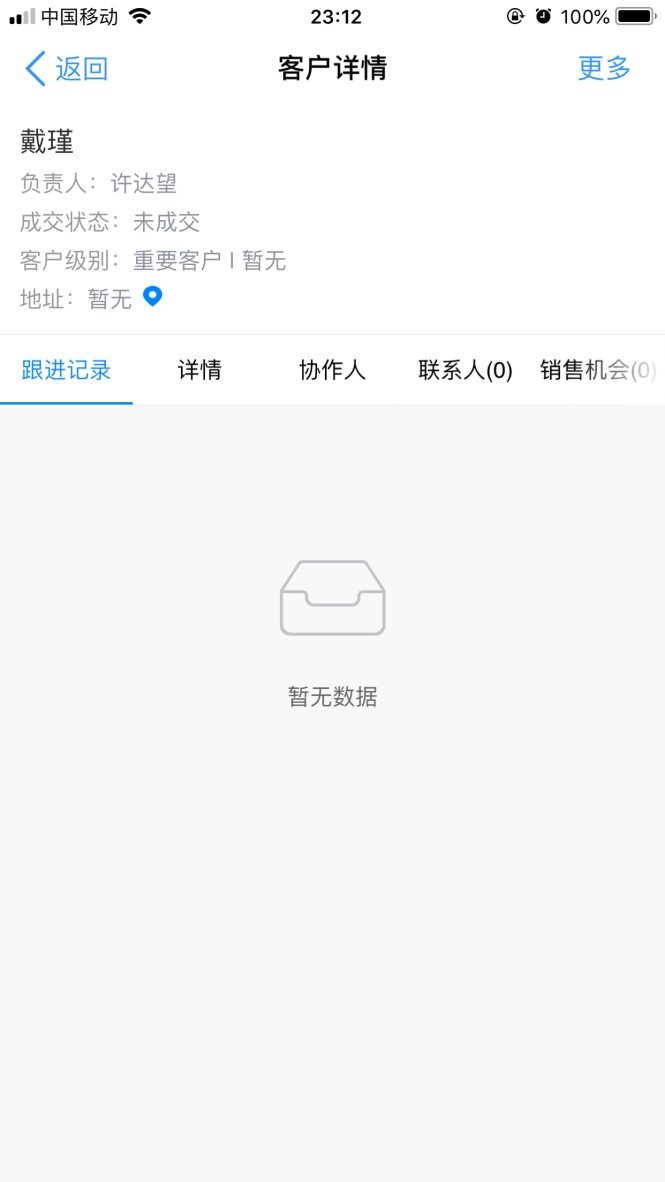 中国移动 23:12 100%
返回 客户详情 更多
戴瑾
负责人：许达望
成交状态：未成交
客户级别：重要客户 | 暂无
地址：暂无
跟进记录 详情 协作人 联系人(0) 销售机会(0)
暂无数据